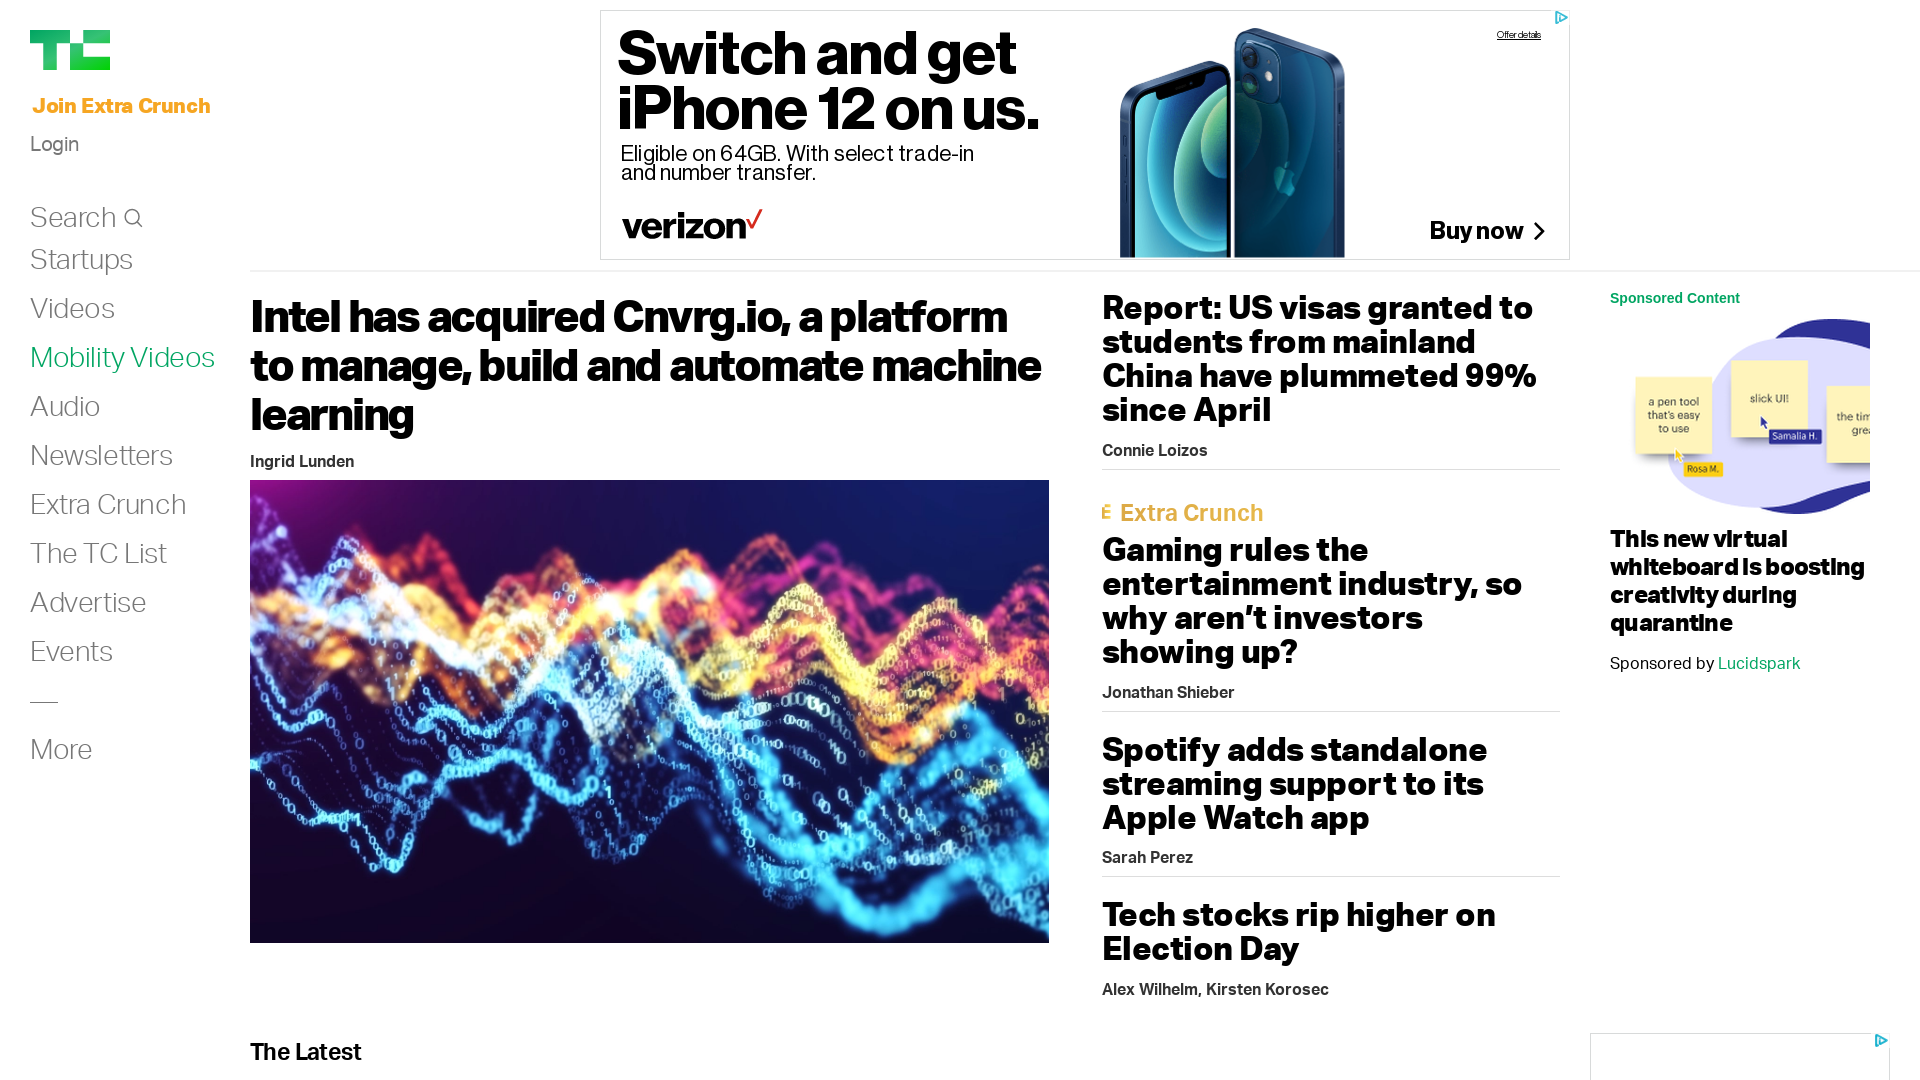 TC
Join Extra Crunch
Login
Search
Startups
Videos
Mobility Videos
Audio
Newsletters
Extra Crunch
The TC List
Advertise
Events
More
Switch and get
iPhone 12 on us.
Eligible on 64GB. With select trade-in
and number transfer.
verizon
Offer details
Buy now
Intel has acquired Cnvrg.io, a platform
to manage, build and automate machine
learning
Ingrid Lunden
Report: US visas granted to
students from mainland
China have plummeted 99%
since April
Connie Loizos
Extra Crunch
Gaming rules the
entertainment industry, so
why aren’t investors
showing up?
Jonathan Shieber
Spotify adds standalone
streaming support to its
Apple Watch app
Sarah Perez
Tech stocks rip higher on
Election Day
Alex Wilhelm, Kirsten Korosec
Sponsored Content
a pen tool
that's easy
to use
Rosa M.
slick UI!
Samalla H.
the tim
grea
This new virtual
whiteboard is boosting
creativity during
quarantine
Sponsored by Lucidspark
The Latest